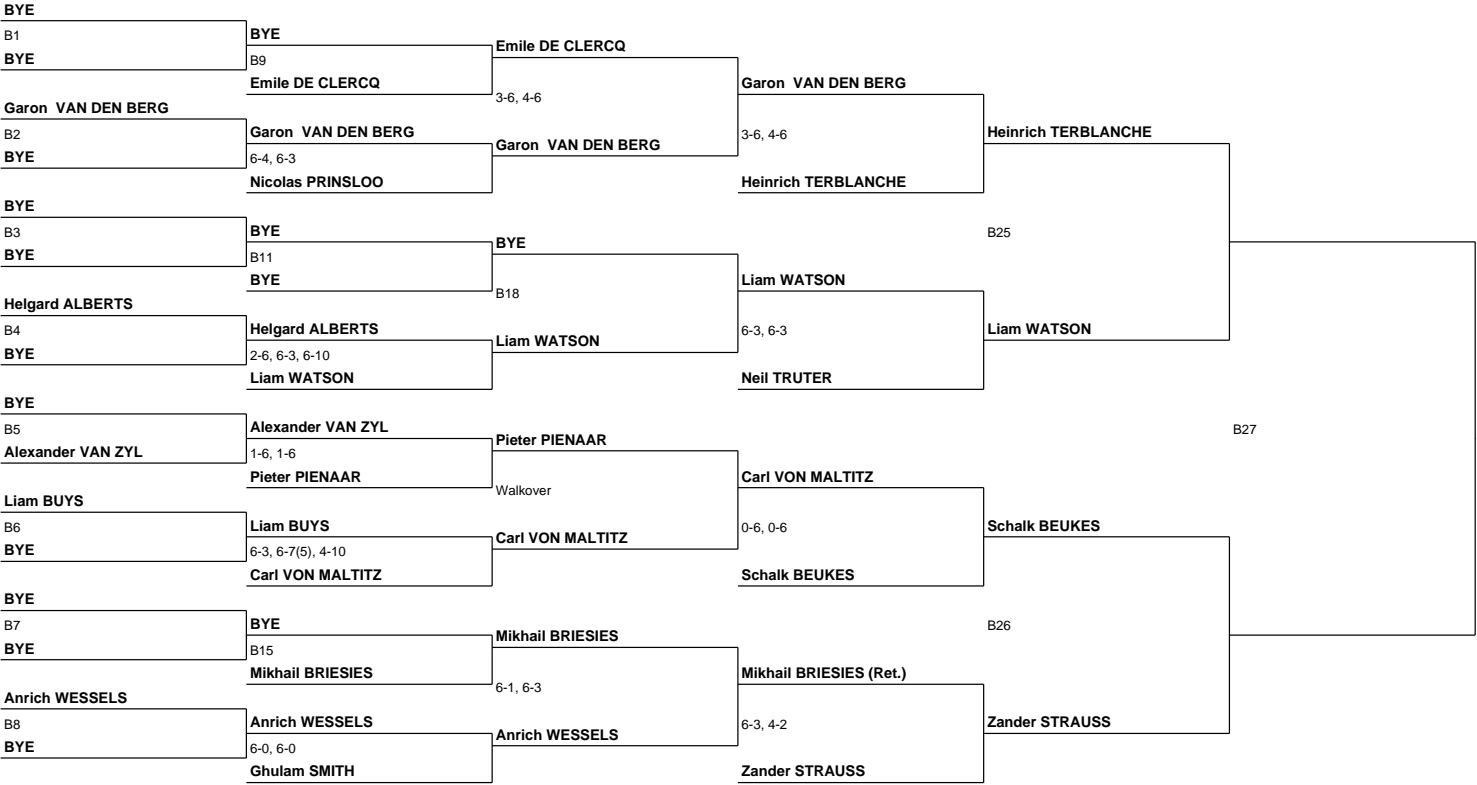 BYE
B1
BYE
Garon VAN DEN BERG
B2
BYE
BYE
B3
BYE
Helgard ALBERTS
B4
BYE
BYE
B5
Alexander VAN ZYL
Liam BUYS
B6
BYE
BYE
B7
BYE
Anrich WESSELS
B8
BYE
BYE
B9
Emile DE CLERCQ
Garon VAN DEN BERG
6-4, 6-3
Nicolas PRINSLOO
BYE
B11
BYE
Helgard ALBERTS
2-6, 6-3, 6-10
Liam WATSON
Alexander VAN ZYL
1-6, 1-6
Pieter PIENAAR
Liam BUYS
6-3, 6-7(5), 4-10
Carl VON MALTITZ
BYE
B15
Mikhail BRIESIES
Anrich WESSELS
6-0, 6-0
Ghulam SMITH
Emile DE CLERCQ
3-6, 4-6
Garon VAN DEN BERG
BYE
B18
Liam WATSON
Pieter PIENAAR
Walkover
Carl VON MALTITZ
Mikhail BRIESIES
6-1, 6-3
Anrich WESSELS
Garon VAN DEN BERG
3-6, 4-6
Heinrich TERBLANCHE
Liam WATSON
6-3, 6-3
Neil TRUTER
Carl VON MALTITZ
0-6, 0-6
Schalk BEUKES
Mikhail BRIESIES (Ret.)
6-3, 4-2
Zander STRAUSS
Heinrich TERBLANCHE
B25
Liam WATSON
Schalk BEUKES
B26
Zander STRAUSS
B27